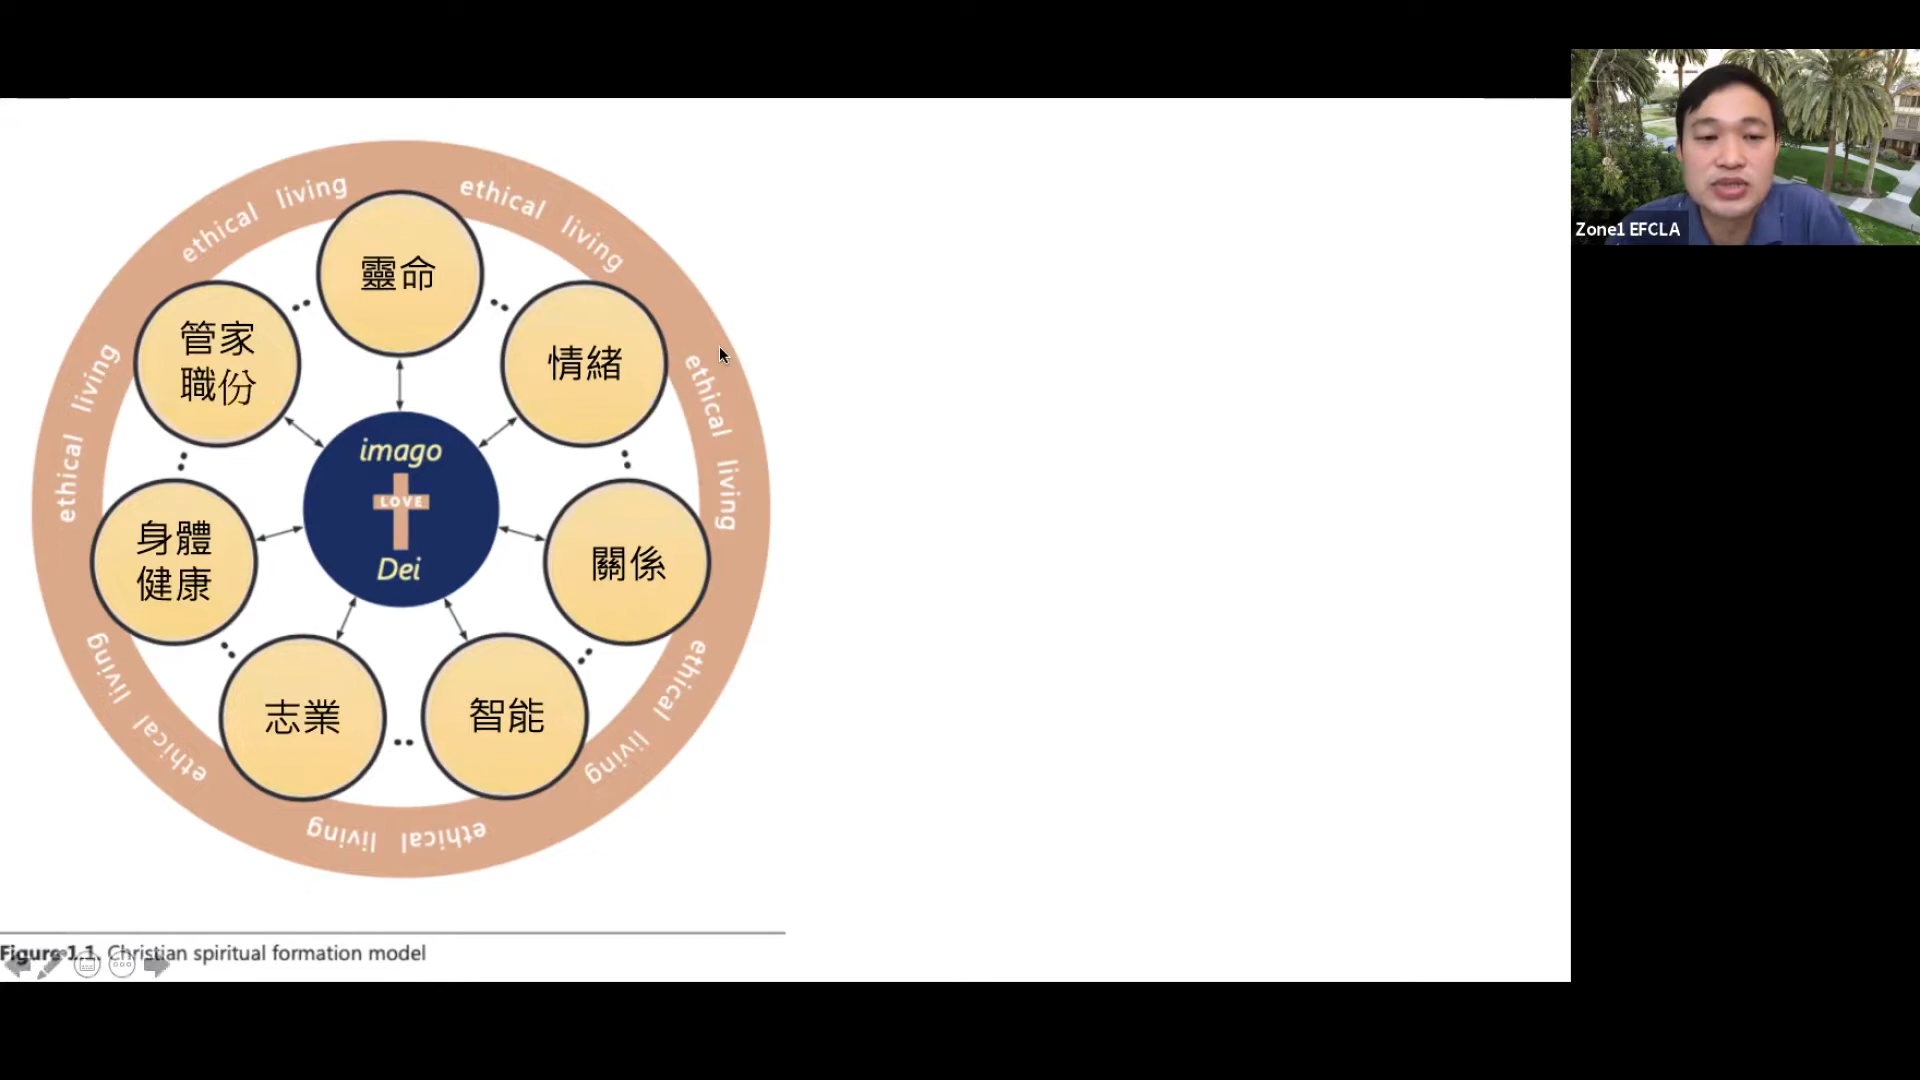 ethical living
ethical living
靈命
管家
職份
情緒
ethical living
ethical living
imago
LOVE
Dei
身體
健康
關係
ethical living
ethical living
志業
智能
ethical living
Figure 1.1. Christian spiritual formation model
Zone1 EFCLA